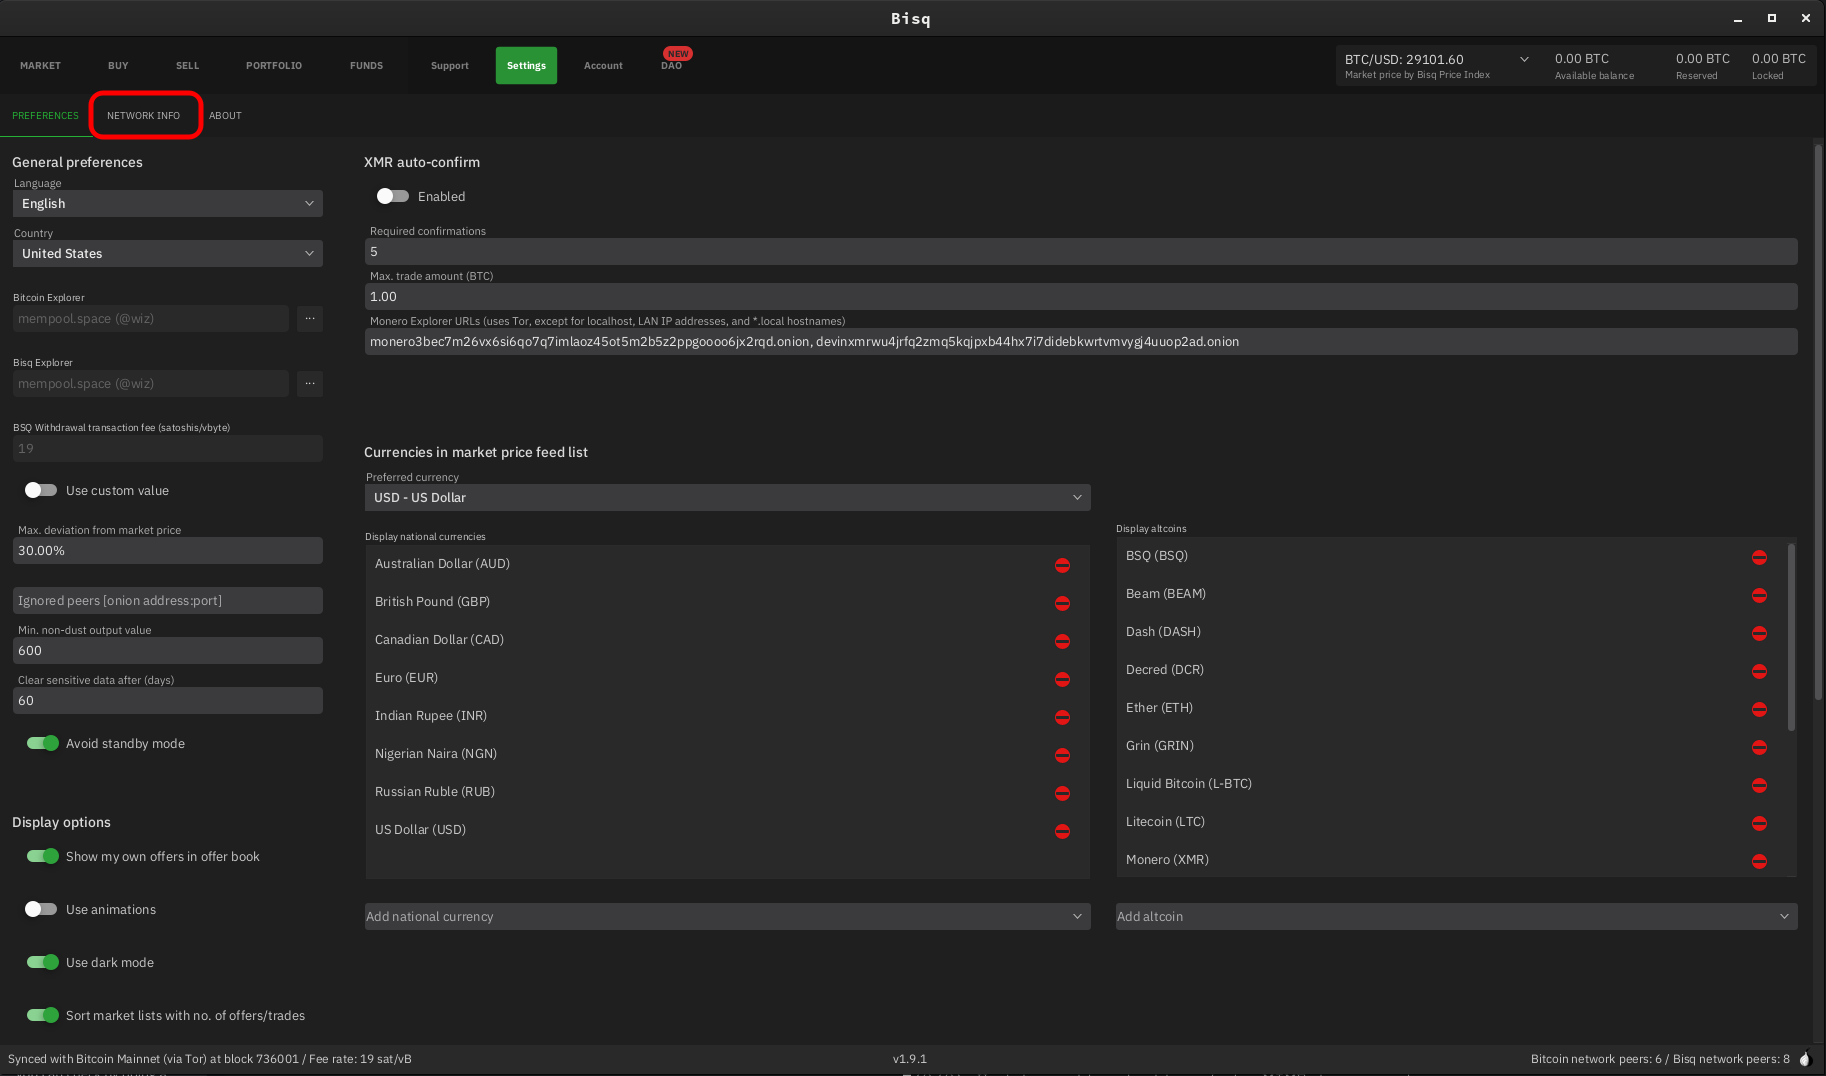 Bisq
MARKET BUY SELL PORTFOLIO FUNDS Support Settings Account DAO NEW
BTC/USD: 29101.60
Market price by Bisq Price Index
0.00 BTC
Available balance
0.00 BTC
Reserved
0.00 BTC
Locked
PREFERENCES NETWORK INFO ABOUT
General preferences
Language
English
Country
United States
Bitcoin Explorer
mempool.space (@wiz) ...
Bisq Explorer
mempool.space (@wiz) ...
BSQ Withdrawal transaction fee (satoshis/vbyte)
19
Use custom value
Max. deviation from market price
30.00%
Ignored peers [onion address:port]
Min. non-dust output value
600
Clear sensitive data after (days)
60
Avoid standby mode
Display options
Show my own offers in offer book
Use animations
Use dark mode
Sort market lists with no. of offers/trades
XMR auto-confirm
Enabled
Required confirmations
5
Max. trade amount (BTC)
1.00
Monero Explorer URLs (uses Tor, except for localhost, LAN IP addresses, and *.local hostnames)
monero3bec7m26vx6si6qo7q7imlaoz45ot5m2b5z2ppgoooo6jx2rqd.onion, devinxmrwu4jrfq2zmq5kqjpxb44hx7i7didebkwrtvmvygj4uuop2ad.onion
Currencies in market price feed list
Preferred currency
USD - US Dollar
Display national currencies
Australian Dollar (AUD)
British Pound (GBP)
Canadian Dollar (CAD)
Euro (EUR)
Indian Rupee (INR)
Nigerian Naira (NGN)
Russian Ruble (RUB)
US Dollar (USD)
Add national currency
Display altcoins
BSQ (BSQ)
Beam (BEAM)
Dash (DASH)
Decred (DCR)
Ether (ETH)
Grin (GRIN)
Liquid Bitcoin (L-BTC)
Litecoin (LTC)
Monero (XMR)
Add altcoin
Synced with Bitcoin Mainnet (via Tor) at block 736001 / Fee rate: 19 sat/vB
v1.9.1
Bitcoin network peers: 6 / Bisq network peers: 8